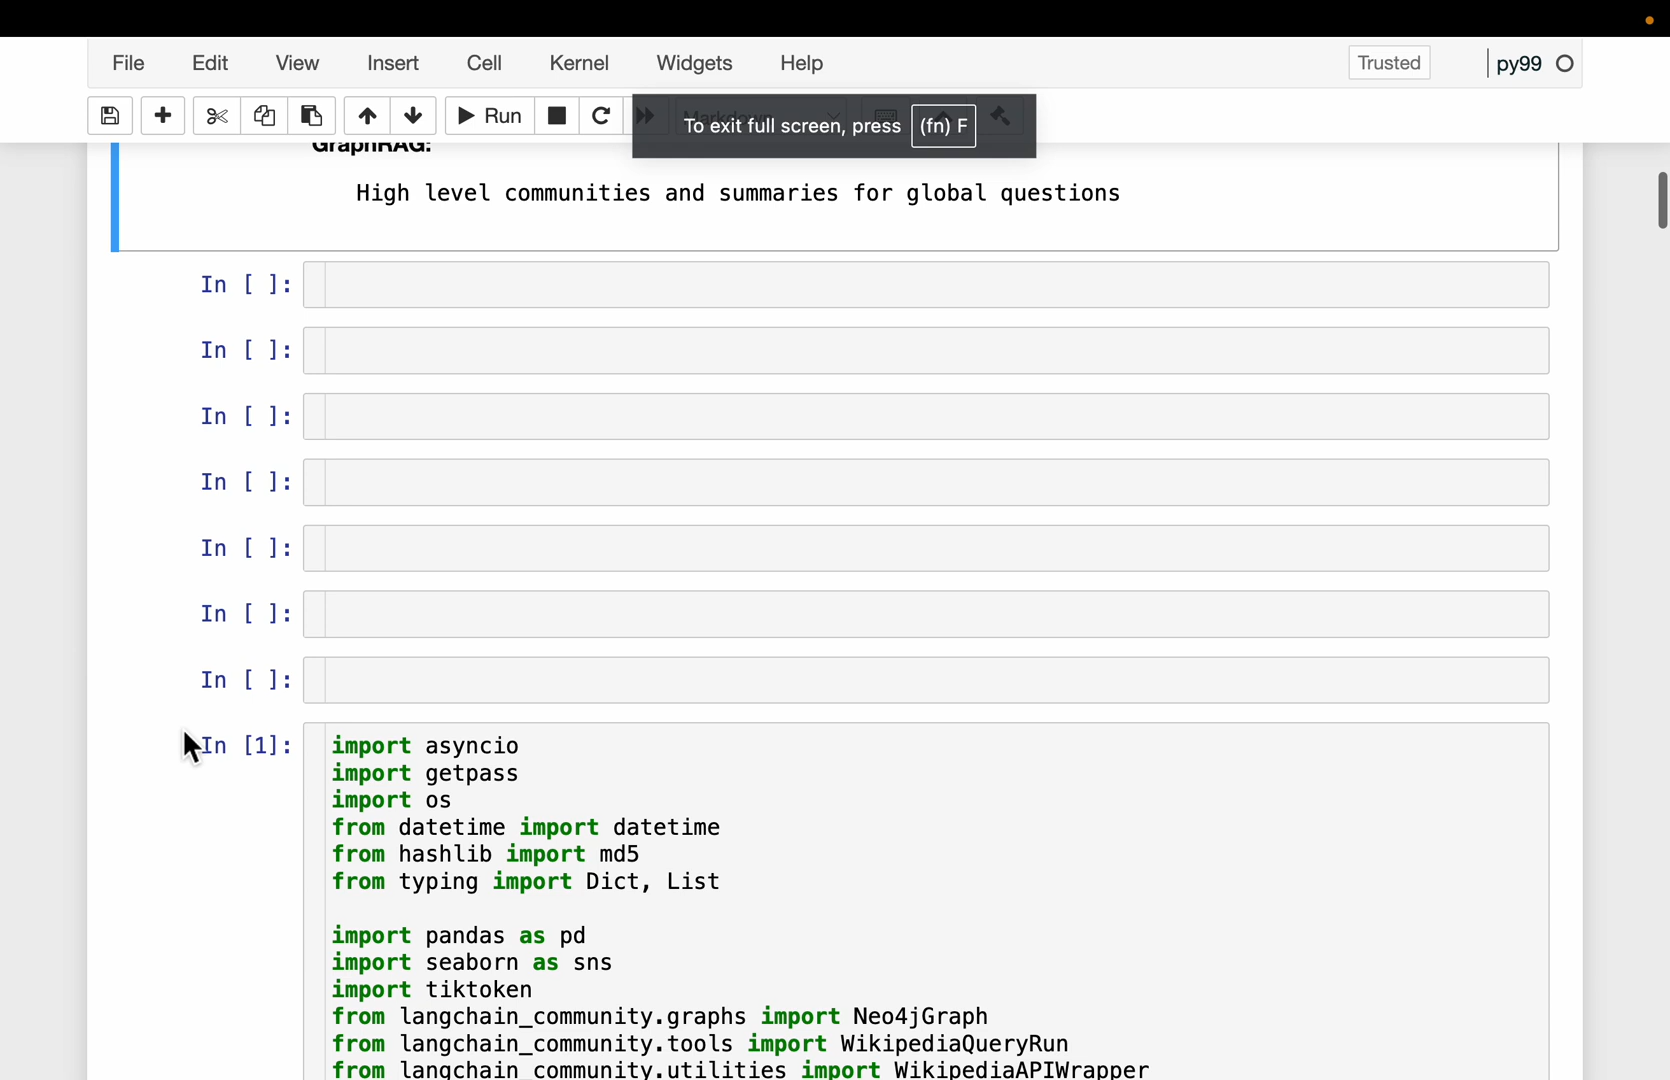 File Edit View Insert Cell Kernel Widgets Help Trusted py99
Run
To exit full screen, press (fn) F
GraphRAG:
High level communities and summaries for global questions
In [ ]:
In [ ]:
In [ ]:
In [ ]:
In [ ]:
In [ ]:
In [ ]:
In [1]:
import asyncio
import getpass
import os
from datetime import datetime
from hashlib import md5
from typing import Dict, List
import pandas as pd
import seaborn as sns
import tiktoken
from langchain_community.graphs import Neo4jGraph
from langchain_community.tools import WikipediaQueryRun
from langchain_community.utilities import WikipediaAPIWrapper